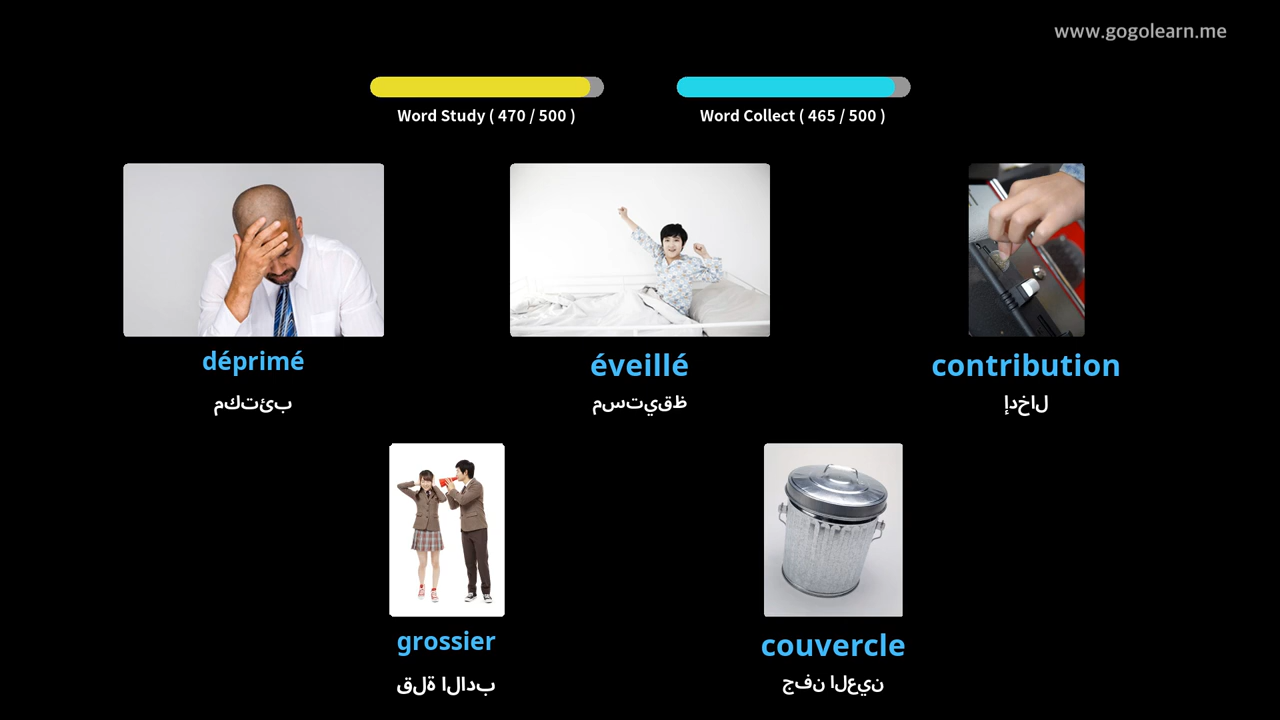 www.gogolearn.me
Word Study ( 470 / 500 )
Word Collect ( 465 / 500 )
déprimé
مكتئب
éveillé
مستيقظ
contribution
إدخال
grossier
قلة الادب
couvercle
جفن العين